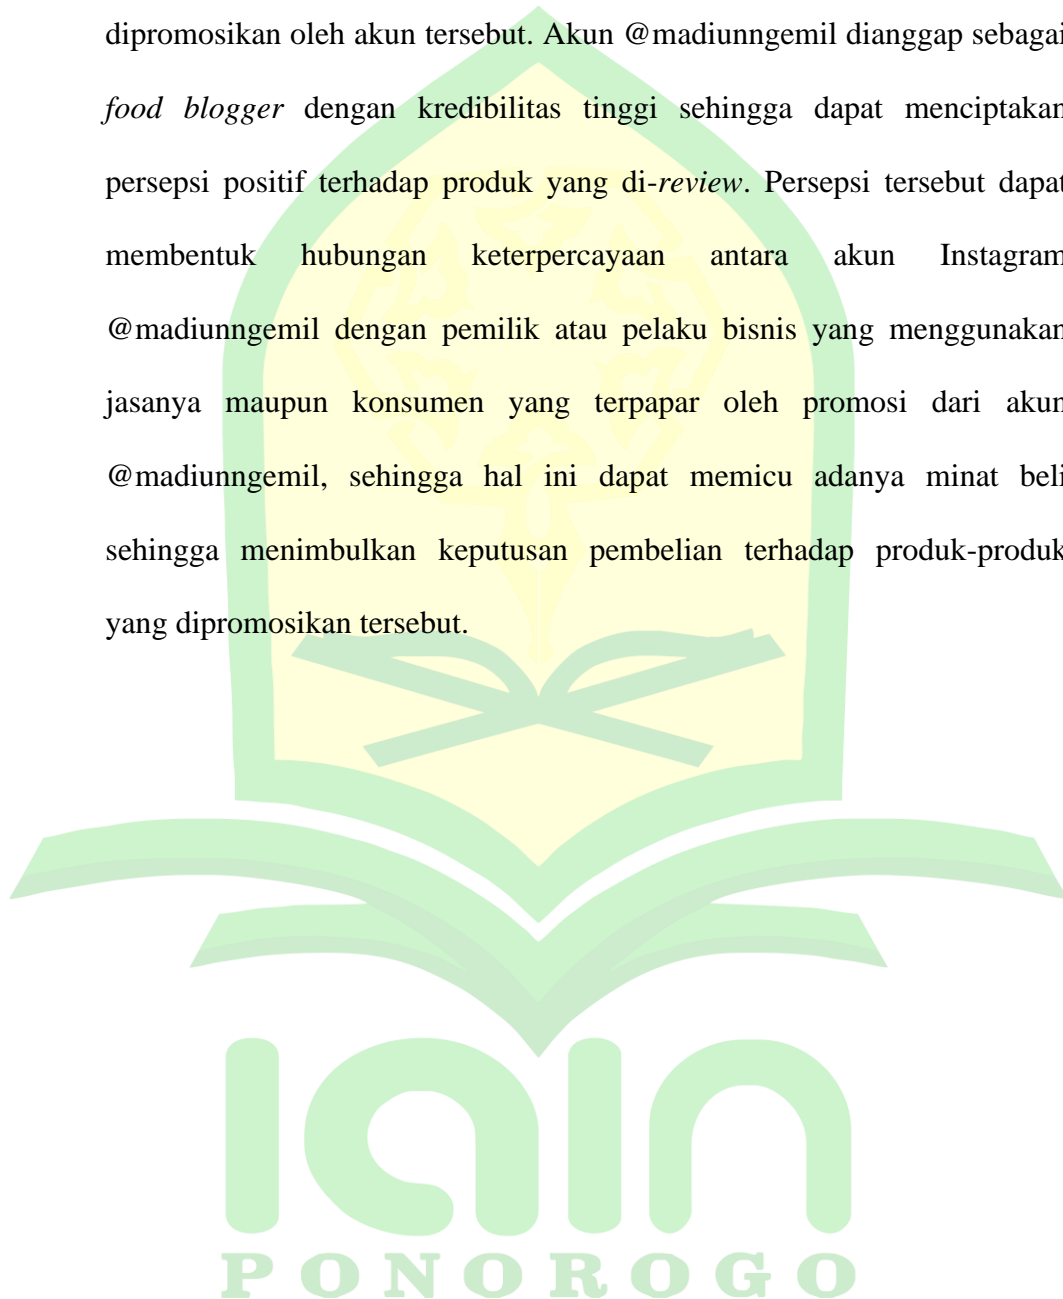 dipromosikan oleh akun tersebut. Akun @madiunngemil dianggap sebagai
food blogger dengan kredibilitas tinggi sehingga dapat menciptakan
persepsi positif terhadap produk yang di-review. Persepsi tersebut dapat
membentuk hubungan keterpercayaan antara akun Instagram
@madiunngemil dengan pemilik atau pelaku bisnis yang menggunakan
jasanya maupun konsumen yang terpapar oleh promosi dari akun
@madiunngemil, sehingga hal ini dapat memicu adanya minat beli
sehingga menimbulkan keputusan pembelian terhadap produk-produk
yang dipromosikan tersebut.
iain
PONOROGO